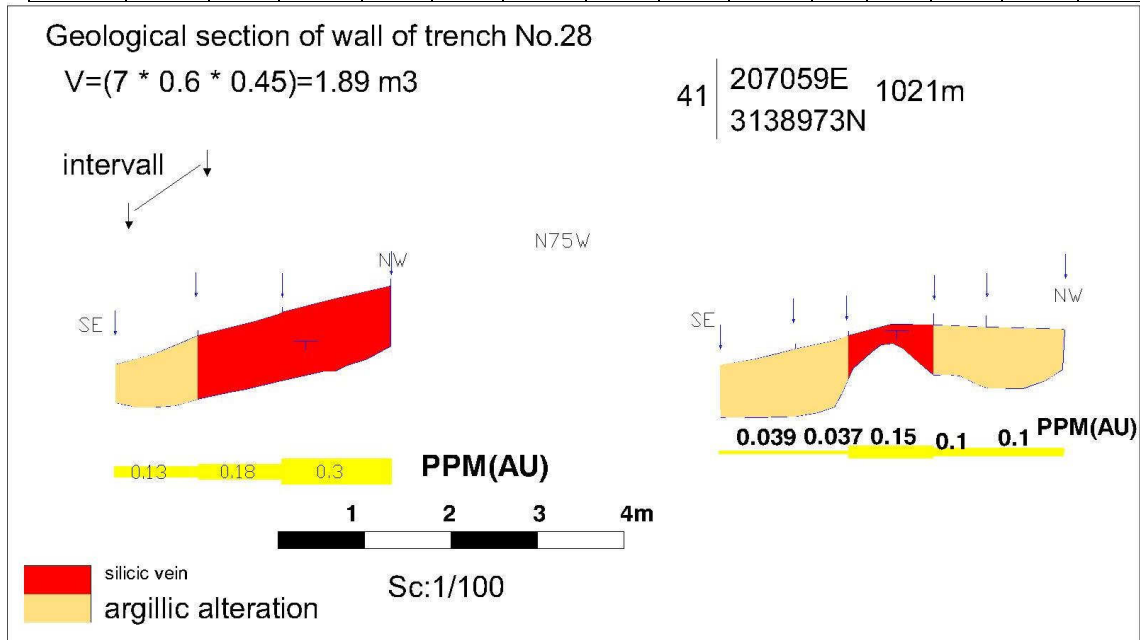 Geological section of wall of trench No.28
V=(7 * 0.6 * 0.45)=1.89 m3
41
207059E
3138973N
1021m
intervall
N75W
SE
NW
SE
NW
0.13 0.18 0.3 PPM(AU)
0.039 0.037 0.15 0.1 0.1 PPM(AU)
1 2 3 4m
Sc:1/100
silicic vein
argillic alteration